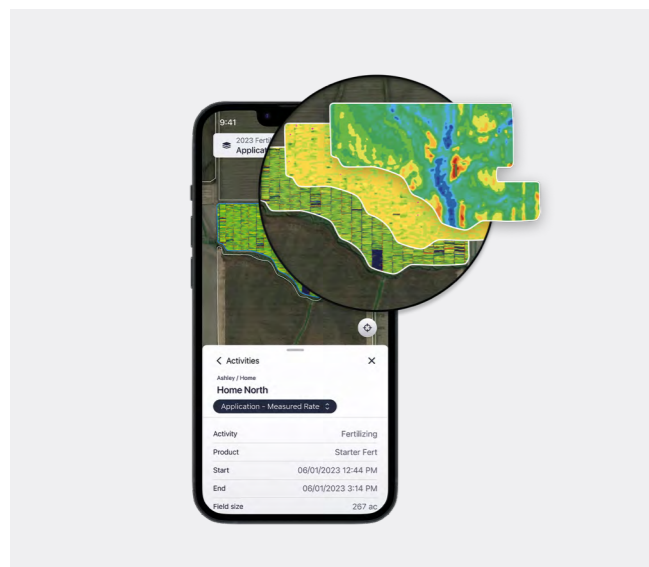 9:41
2023 Ferti
Applicat
Activities
Ashley / Home
Home North
Application - Measured Rate
Activity Fertilizing
Product Starter Fert
Start 06/01/2023 12:44 PM
End 06/01/2023 3:14 PM
Field size 267 ac